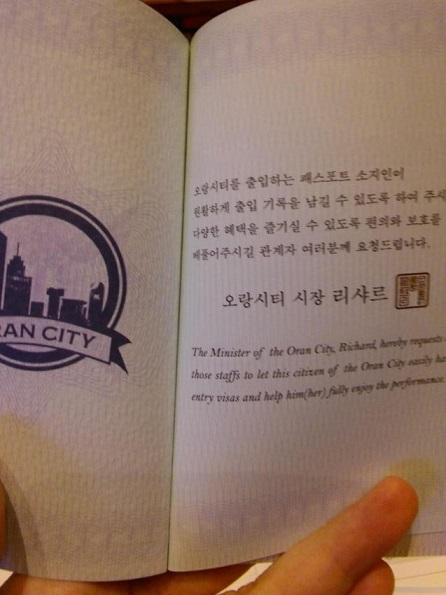 RAN CITY
오랑시티를 출입하는 패스포트 소지인이
원활하게 출입 기록을 남길 수 있도록 하여 주시
다양한 혜택을 즐기실 수 있도록 편의와 보호를
베풀어주시길 관계자 여러분께 요청드립니다.
오랑시티 시장 리샤르
The Minister of the Oran City, Richard, hereby requests
those staffs to let this citizen of the Oran City easily ha
entry visas and help him(her) fully enjoy the performance